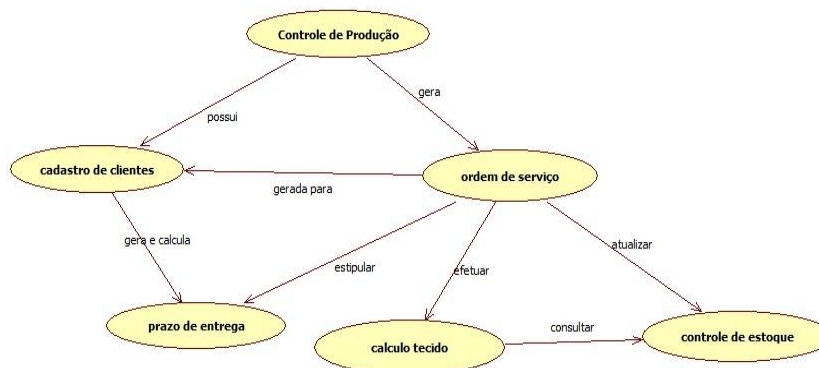 Controle de Produção
gera
possui
cadastro de clientes
ordem de serviço
gerada para
gera e calcula
atualizar
estipular
efetuar
prazo de entrega
consultar
controle de estoque
calculo tecido